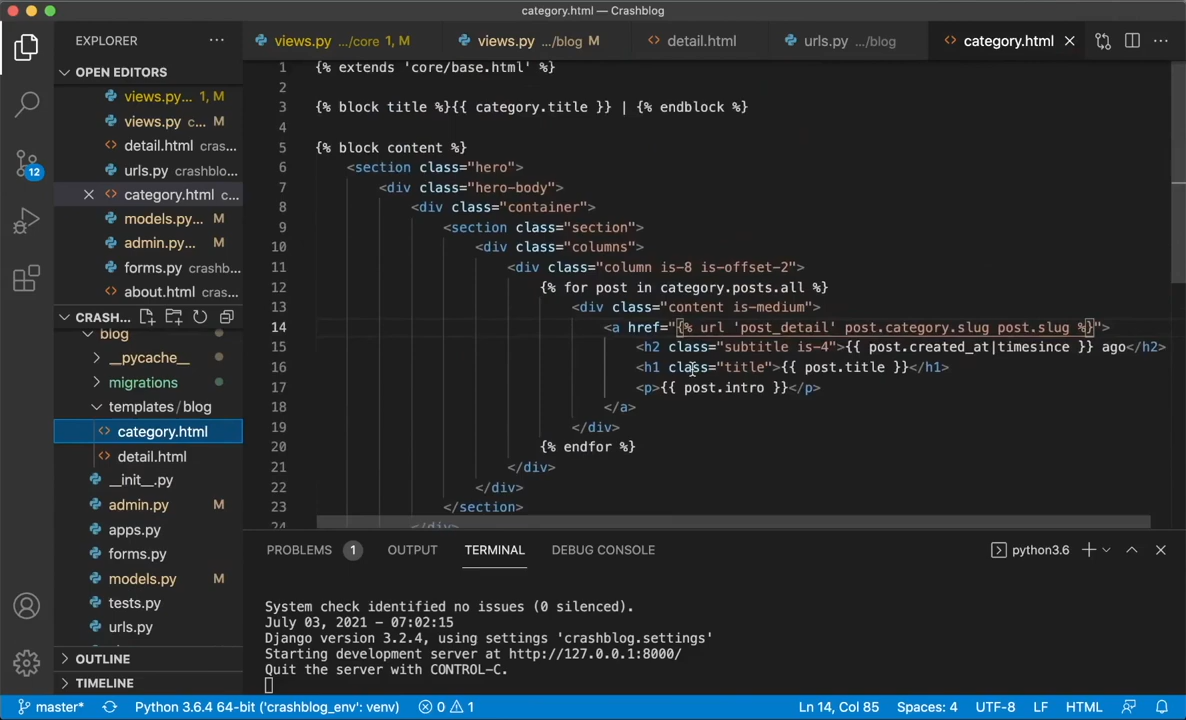 category.html — Crashblog
EXPLORER
views.py .../core 1, M
views.py .../blog M
detail.html
urls.py .../blog
category.html
OPEN EDITORS
views.py... 1, M
views.py c... M
detail.html cras...
urls.py crashblo...
category.html c...
models.py... M
admin.py... M
forms.py crashb...
about.html cras...
CRASH...
blog
__pycache__
migrations
templates / blog
category.html
detail.html
__init__.py
admin.py M
apps.py
forms.py
models.py M
tests.py
urls.py
OUTLINE
TIMELINE
12
1 {% extends 'core/base.html' %}
2
3 {% block title %}{{ category.title }} | {% endblock %}
4
5 {% block content %}
6 <section class="hero">
7 <div class="hero-body">
8 <div class="container">
9 <section class="section">
10 <div class="columns">
11 <div class="column is-8 is-offset-2">
12 {% for post in category.posts.all %}
13 <div class="content is-medium">
14 <a href="{% url 'post_detail' post.category.slug post.slug %}">
15 <h2 class="subtitle is-4">{{ post.created_at|timesince }} ago</h2>
16 <h1 class="title">{{ post.title }}</h1>
17 <p>{{ post.intro }}</p>
18 </a>
19 </div>
20 {% endfor %}
21 </div>
22 </div>
23 </section>
24 </div>
PROBLEMS 1 OUTPUT TERMINAL DEBUG CONSOLE
python3.6
System check identified no issues (0 silenced).
July 03, 2021 - 07:02:15
Django version 3.2.4, using settings 'crashblog.settings'
Starting development server at http://127.0.0.1:8000/
Quit the server with CONTROL-C.
master* Python 3.6.4 64-bit ('crashblog_env': venv) 0 1 Ln 14, Col 85 Spaces: 4 UTF-8 LF HTML